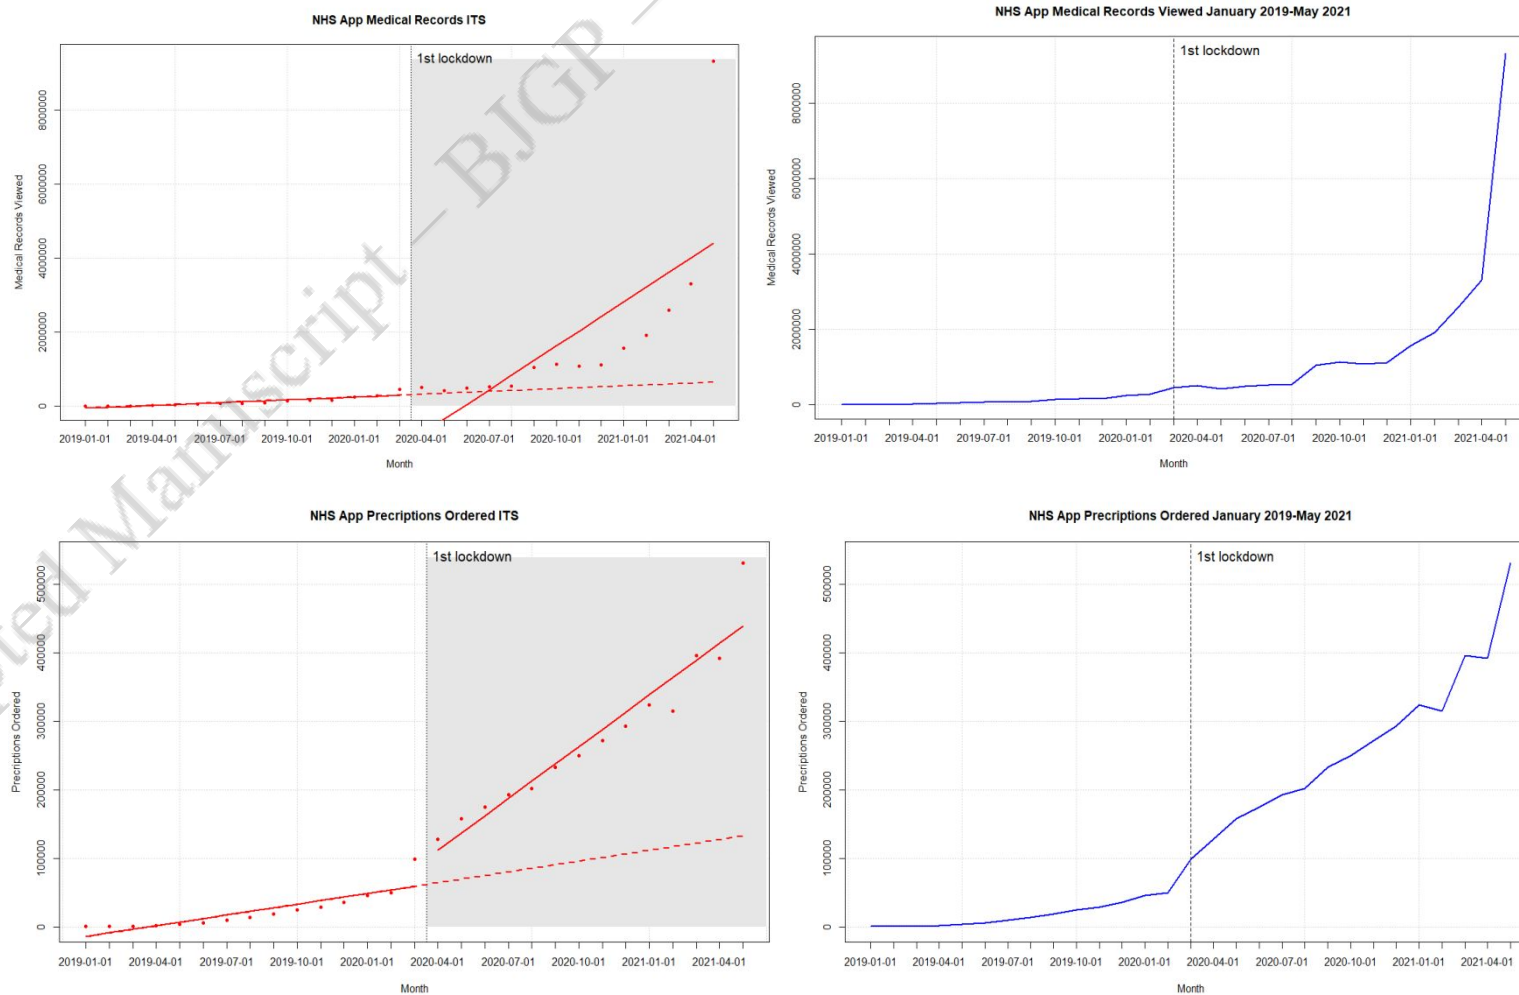 NHS App Medical Records ITS
1st lockdown
8000000
6000000
4000000
2000000
0
Medical Records Viewed
2019-01-01 2019-04-01 2019-07-01 2019-10-01 2020-01-01 2020-04-01 2020-07-01 2020-10-01 2021-01-01 2021-04-01
Month
NHS App Medical Records Viewed January 2019-May 2021
1st lockdown
8000000
6000000
4000000
2000000
0
Medical Records Viewed
2019-01-01 2019-04-01 2019-07-01 2019-10-01 2020-01-01 2020-04-01 2020-07-01 2020-10-01 2021-01-01 2021-04-01
Month
NHS App Precriptions Ordered ITS
1st lockdown
500000
400000
300000
200000
100000
0
Precriptions Ordered
2019-01-01 2019-04-01 2019-07-01 2019-10-01 2020-01-01 2020-04-01 2020-07-01 2020-10-01 2021-01-01 2021-04-01
Month
NHS App Precriptions Ordered January 2019-May 2021
1st lockdown
500000
400000
300000
200000
100000
0
Precriptions Ordered
2019-01-01 2019-04-01 2019-07-01 2019-10-01 2020-01-01 2020-04-01 2020-07-01 2020-10-01 2021-01-01 2021-04-01
Month
pted Manuscript – BJGP –